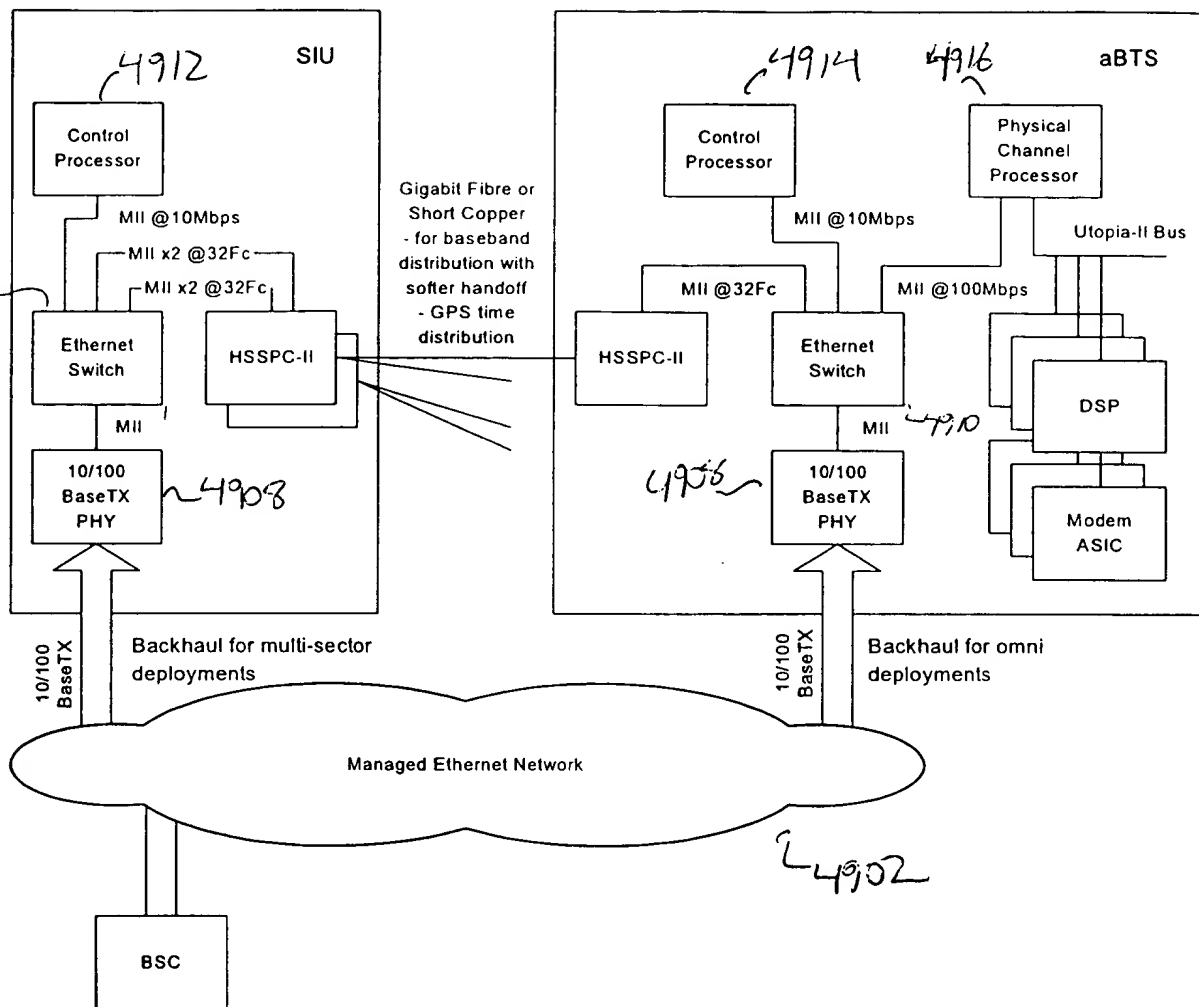 SIU
4912
Control
Processor
MII @10Mbps
MII x2 @32Fc
MII x2 @32Fc
Ethernet
Switch
HSSPC-II
MII
10/100
BaseTX
PHY
4908
Gigabit Fibre or
Short Copper
- for baseband
distribution with
softer handoff
- GPS time
distribution
aBTS
4914
4916
Control
Processor
Physical
Channel
Processor
MII @10Mbps
Utopia-II Bus
MII @32Fc
MII @100Mbps
HSSPC-II
Ethernet
Switch
DSP
MII
4910
10/100
BaseTX
PHY
Modem
ASIC
10/100
BaseTX
Backhaul for multi-sector
deployments
10/100
BaseTX
Backhaul for omni
deployments
Managed Ethernet Network
4902
BSC